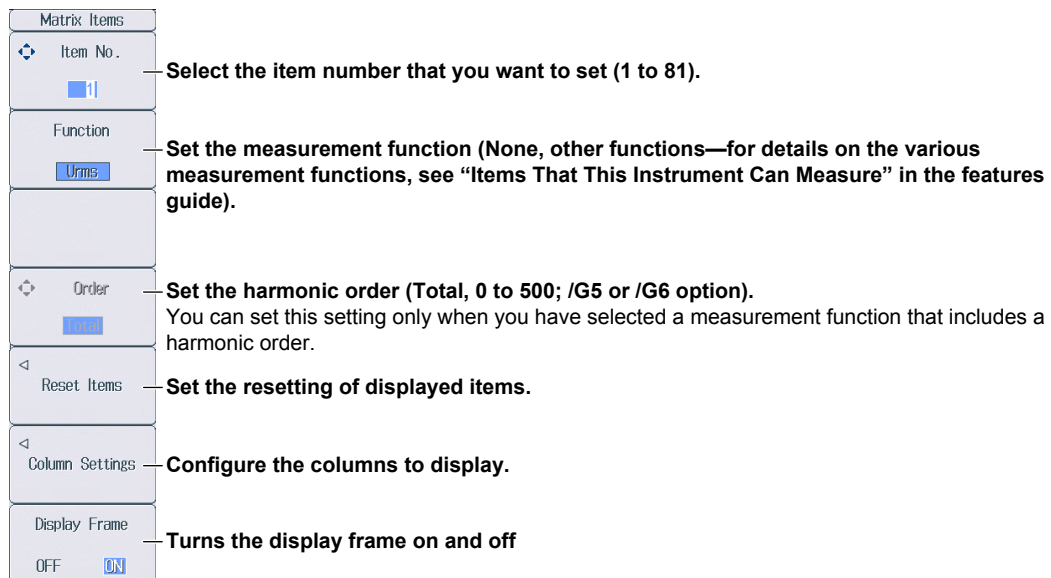 Matrix Items
Item No.
1
Select the item number that you want to set (1 to 81).
Function
Urms
Set the measurement function (None, other functions—for details on the various
measurement functions, see “Items That This Instrument Can Measure” in the features
guide).
Order
Total
Set the harmonic order (Total, 0 to 500; /G5 or /G6 option).
You can set this setting only when you have selected a measurement function that includes a
harmonic order.
Reset Items
Set the resetting of displayed items.
Column Settings
Configure the columns to display.
Display Frame
OFF ON
Turns the display frame on and off